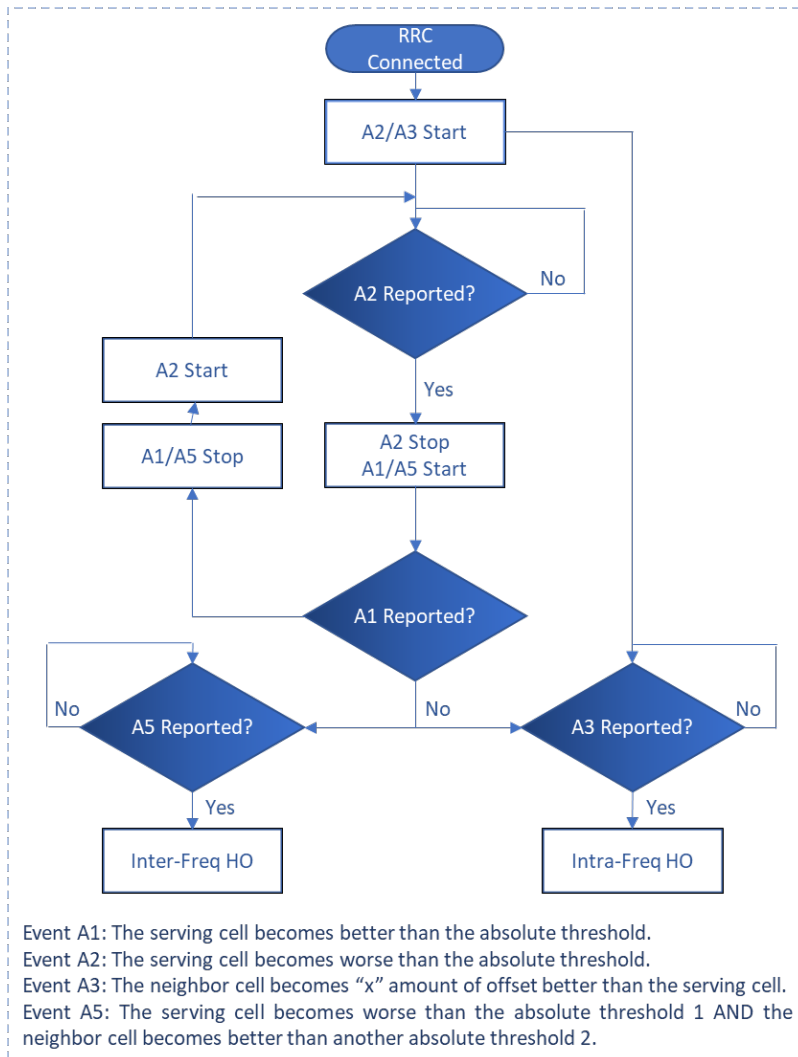 RRC
Connected
A2/A3 Start
A2 Reported?
No
A2 Start
Yes
A1/A5 Stop
A2 Stop
A1/A5 Start
A1 Reported?
No
A5 Reported?
No
A3 Reported?
No
Yes
Yes
Inter-Freq HO
Intra-Freq HO
Event A1: The serving cell becomes better than the absolute threshold.
Event A2: The serving cell becomes worse than the absolute threshold.
Event A3: The neighbor cell becomes “x” amount of offset better than the serving cell.
Event A5: The serving cell becomes worse than the absolute threshold 1 AND the
neighbor cell becomes better than another absolute threshold 2.